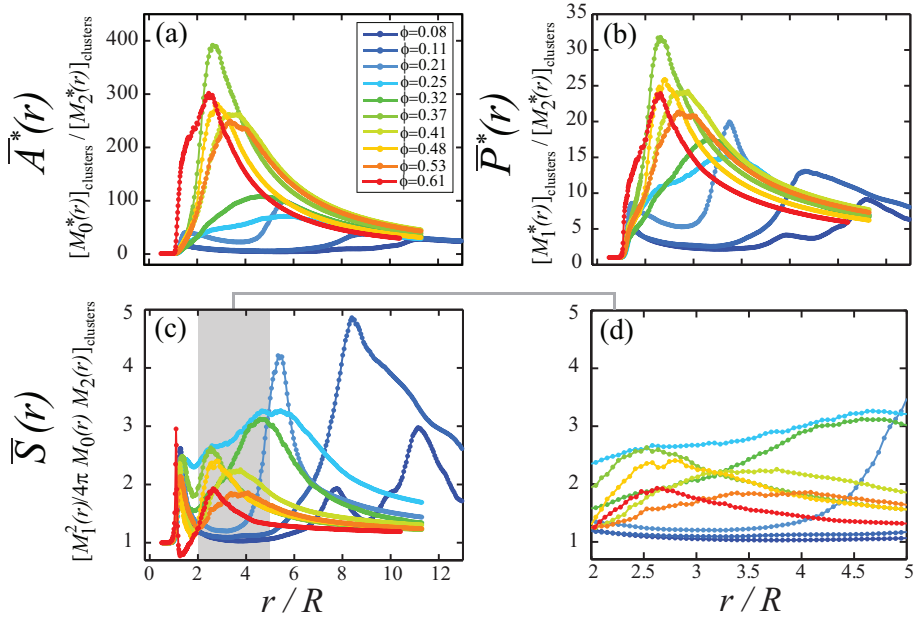 (a)
A̅*(r)
[M₀*(r)]clusters / [M₂*(r)]clusters
400
300
200
100
0
ϕ=0.08
ϕ=0.11
ϕ=0.21
ϕ=0.25
ϕ=0.32
ϕ=0.37
ϕ=0.41
ϕ=0.48
ϕ=0.53
ϕ=0.61
(b)
P̅*(r)
[M₁*(r)]clusters / [M₂*(r)]clusters
35
30
25
20
15
10
5
0
(c)
S̅(r)
[M₁²(r)/4π M₀(r) M₂(r)]clusters
5
4
3
2
1
0 2 4 6 8 10 12
r / R
(d)
5
4
3
2
1
2 2.5 3 3.5 4 4.5 5
r / R